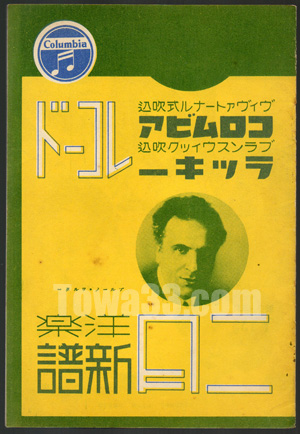 Columbia
ヴィヴァトーナル式吹込
コロムビア
ブランスウイック吹込
ラッキー
レコード
Towa33.com
二月
洋楽
新譜